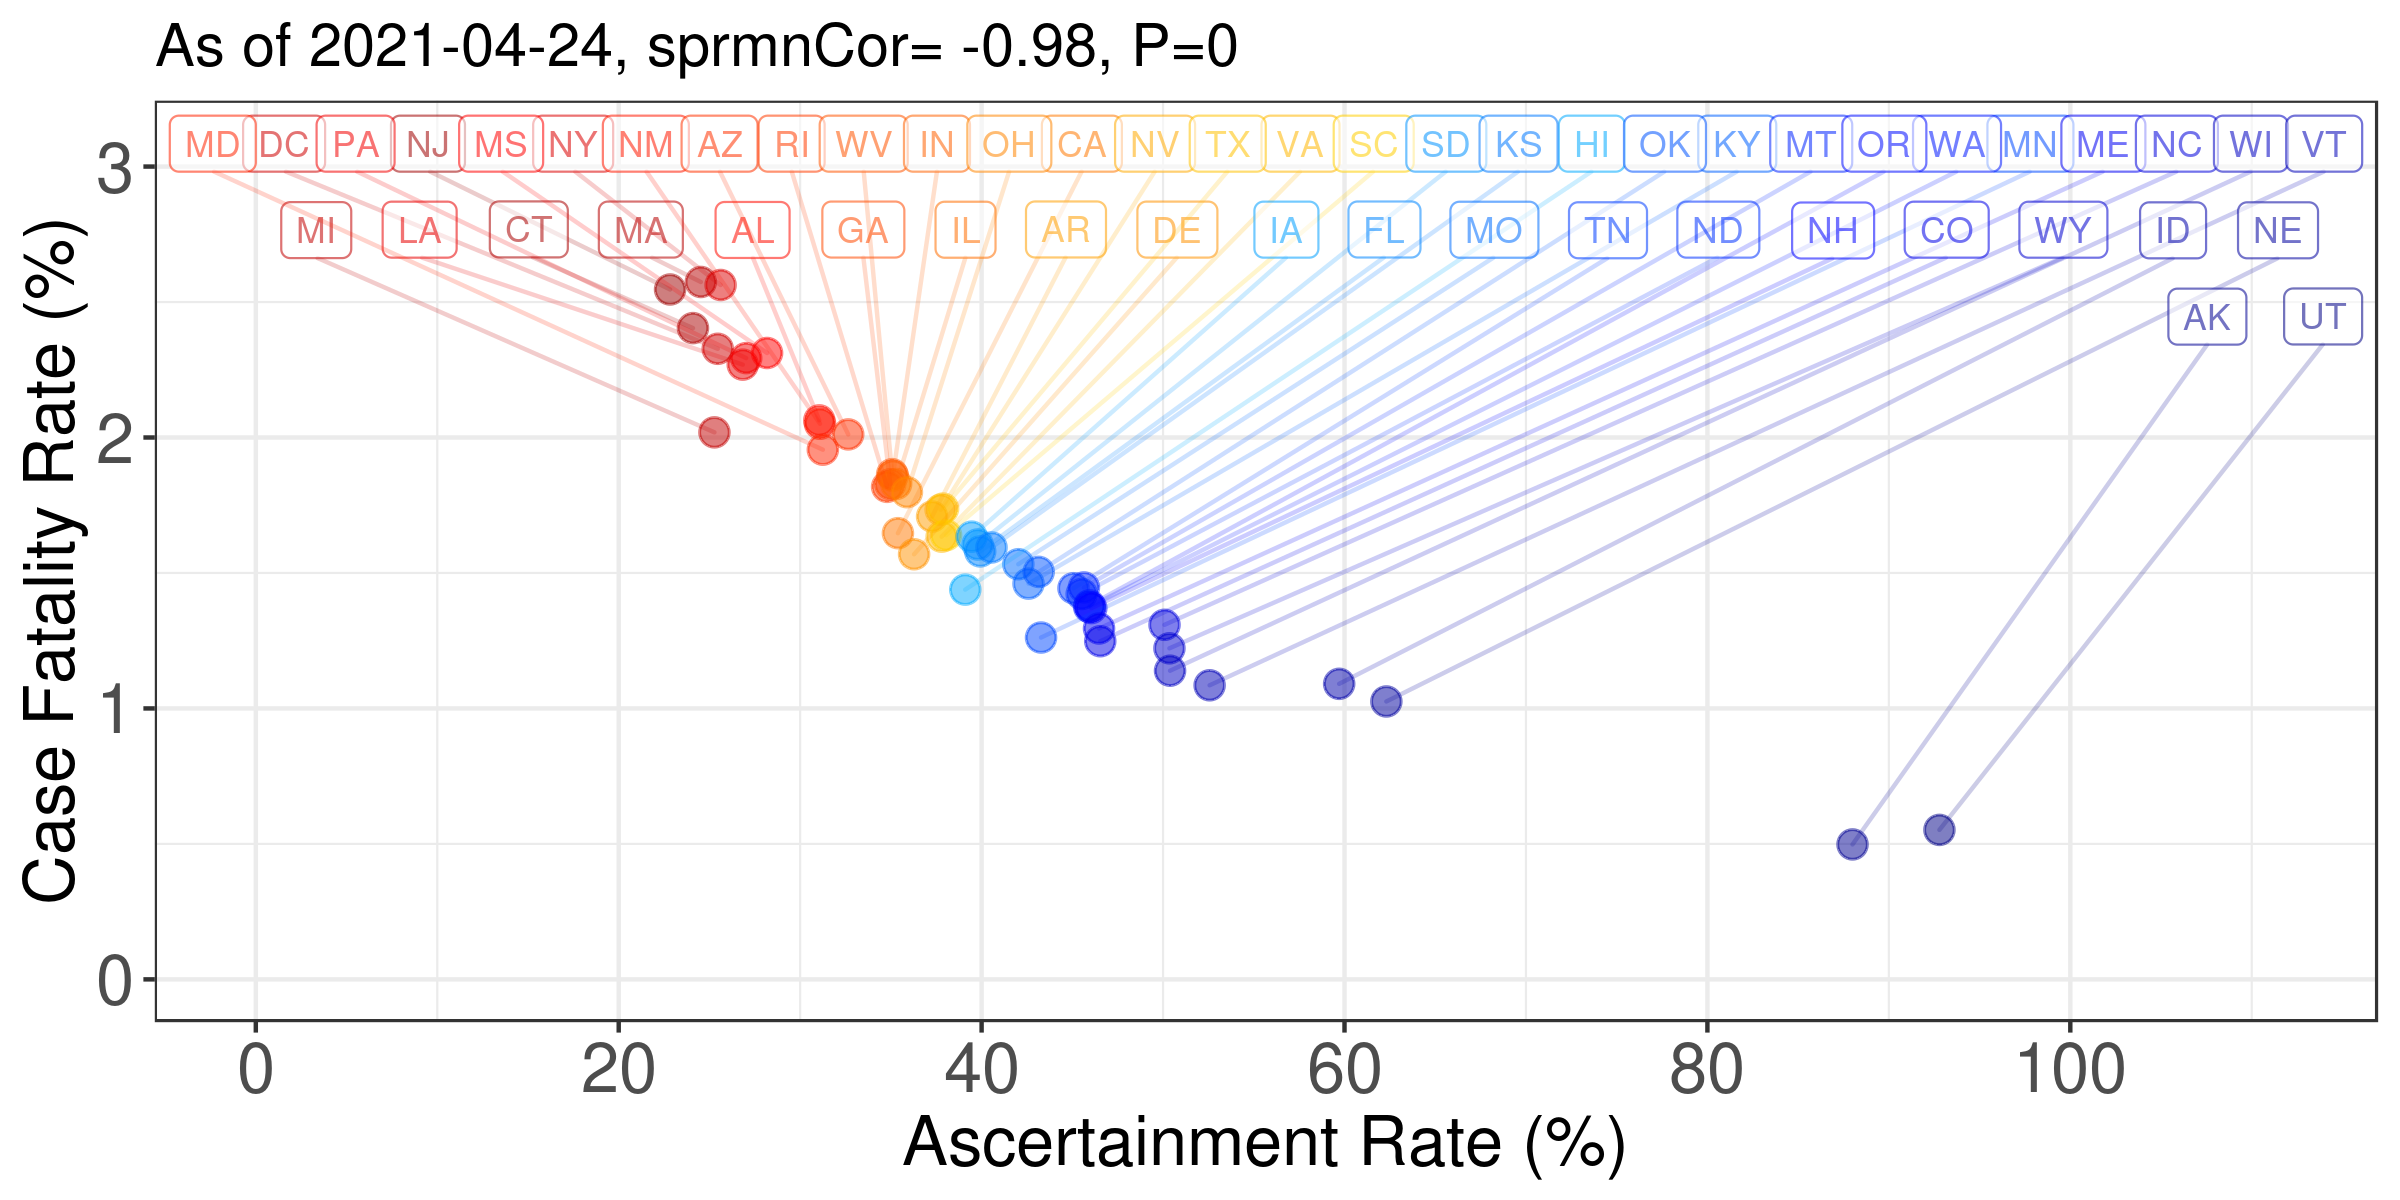 As of 2021-04-24, sprmnCor= -0.98, P=0
MD DC PA NJ MS NY NM AZ RI WV IN OH CA NV TX VA SC SD KS HI OK KY MT OR WA MN ME NC WI VT
MI LA CT MA AL GA IL AR DE IA FL MO TN ND NH CO WY ID NE
AK UT
3
2
1
0
Case Fatality Rate (%)
0 20 40 60 80 100
Ascertainment Rate (%)